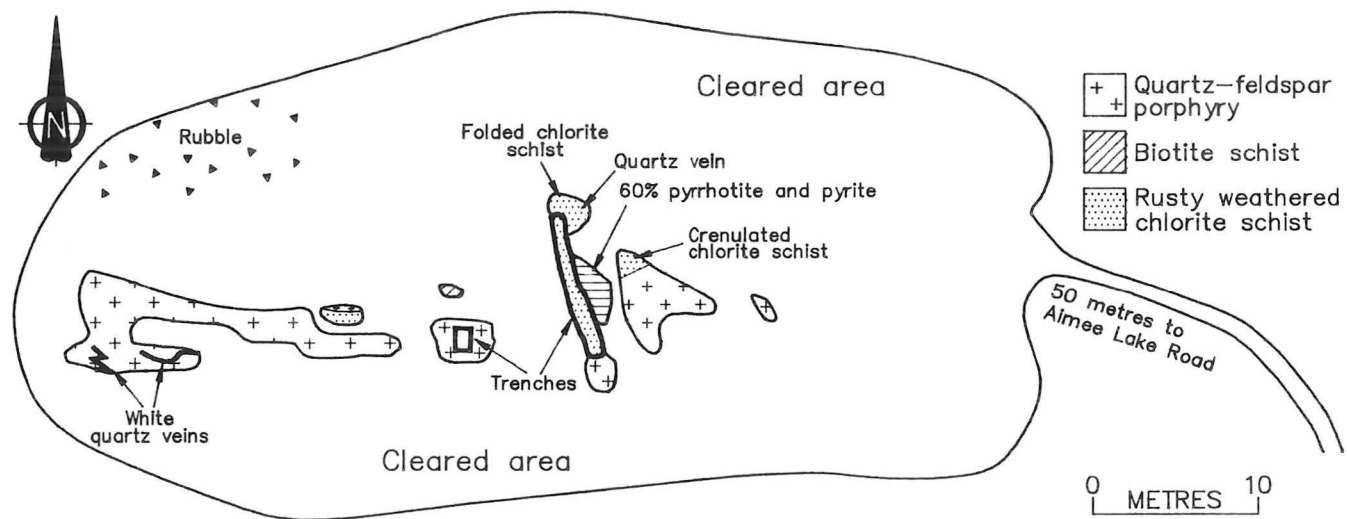 N
Rubble
Cleared area
Folded chlorite
schist
Quartz vein
60% pyrrhotite and pyrite
Crenulated
chlorite schist
Quartz-feldspar
porphyry
Biotite schist
Rusty weathered
chlorite schist
50 metres to
Aimee Lake Road
Trenches
White
quartz veins
Cleared area
0 10
METRES